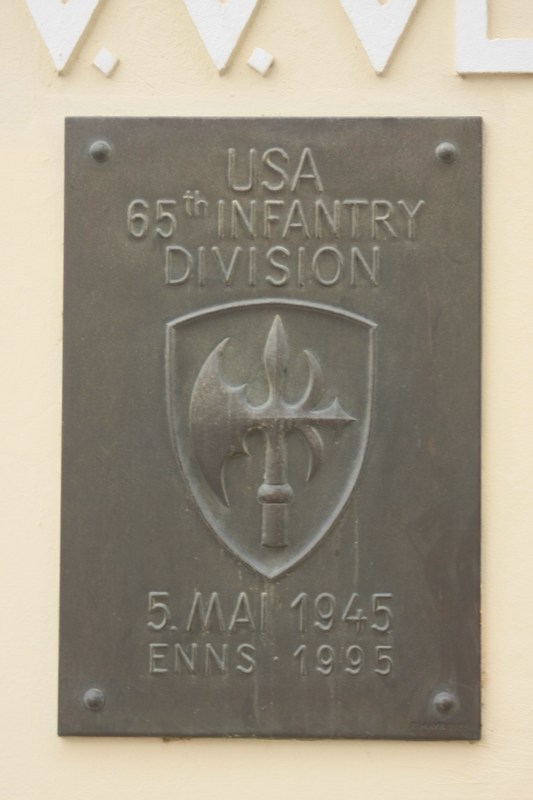 USA
65th INFANTRY
DIVISION
5. MAI 1945
ENNS · 1995